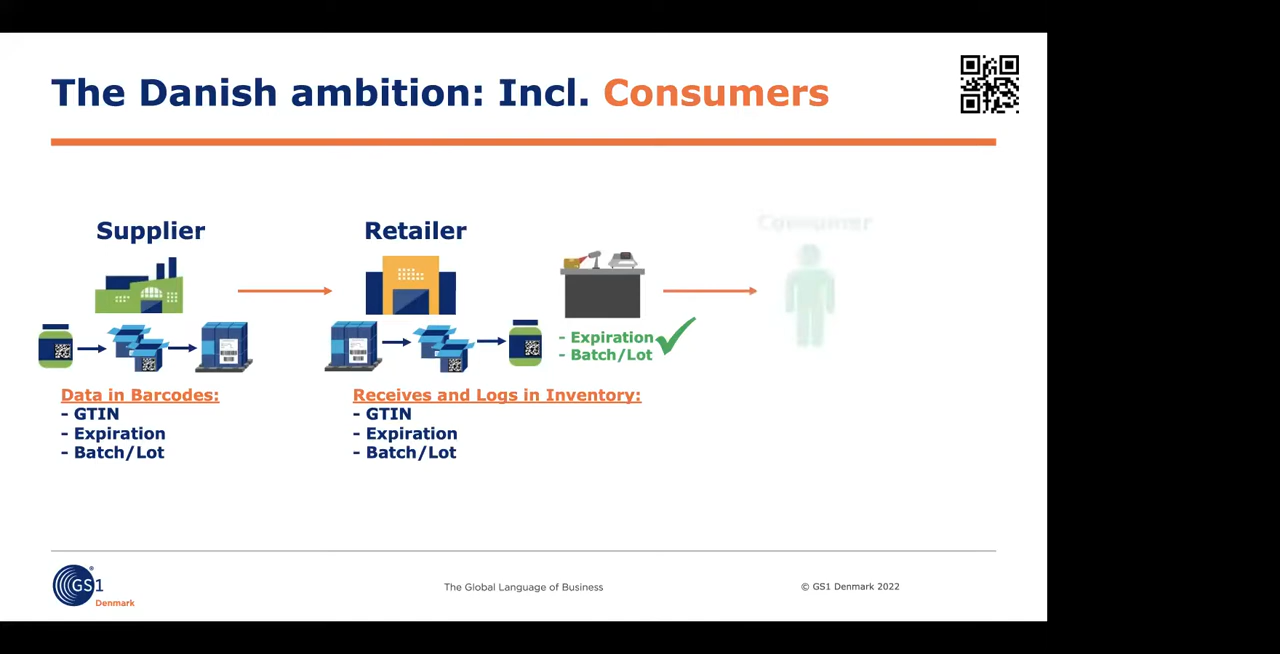 The Danish ambition: Incl. Consumers
Supplier
Retailer
Consumer
- Expiration
- Batch/Lot
Data in Barcodes:
- GTIN
- Expiration
- Batch/Lot
Receives and Logs in Inventory:
- GTIN
- Expiration
- Batch/Lot
GS1
®
Denmark
The Global Language of Business
© GS1 Denmark 2022